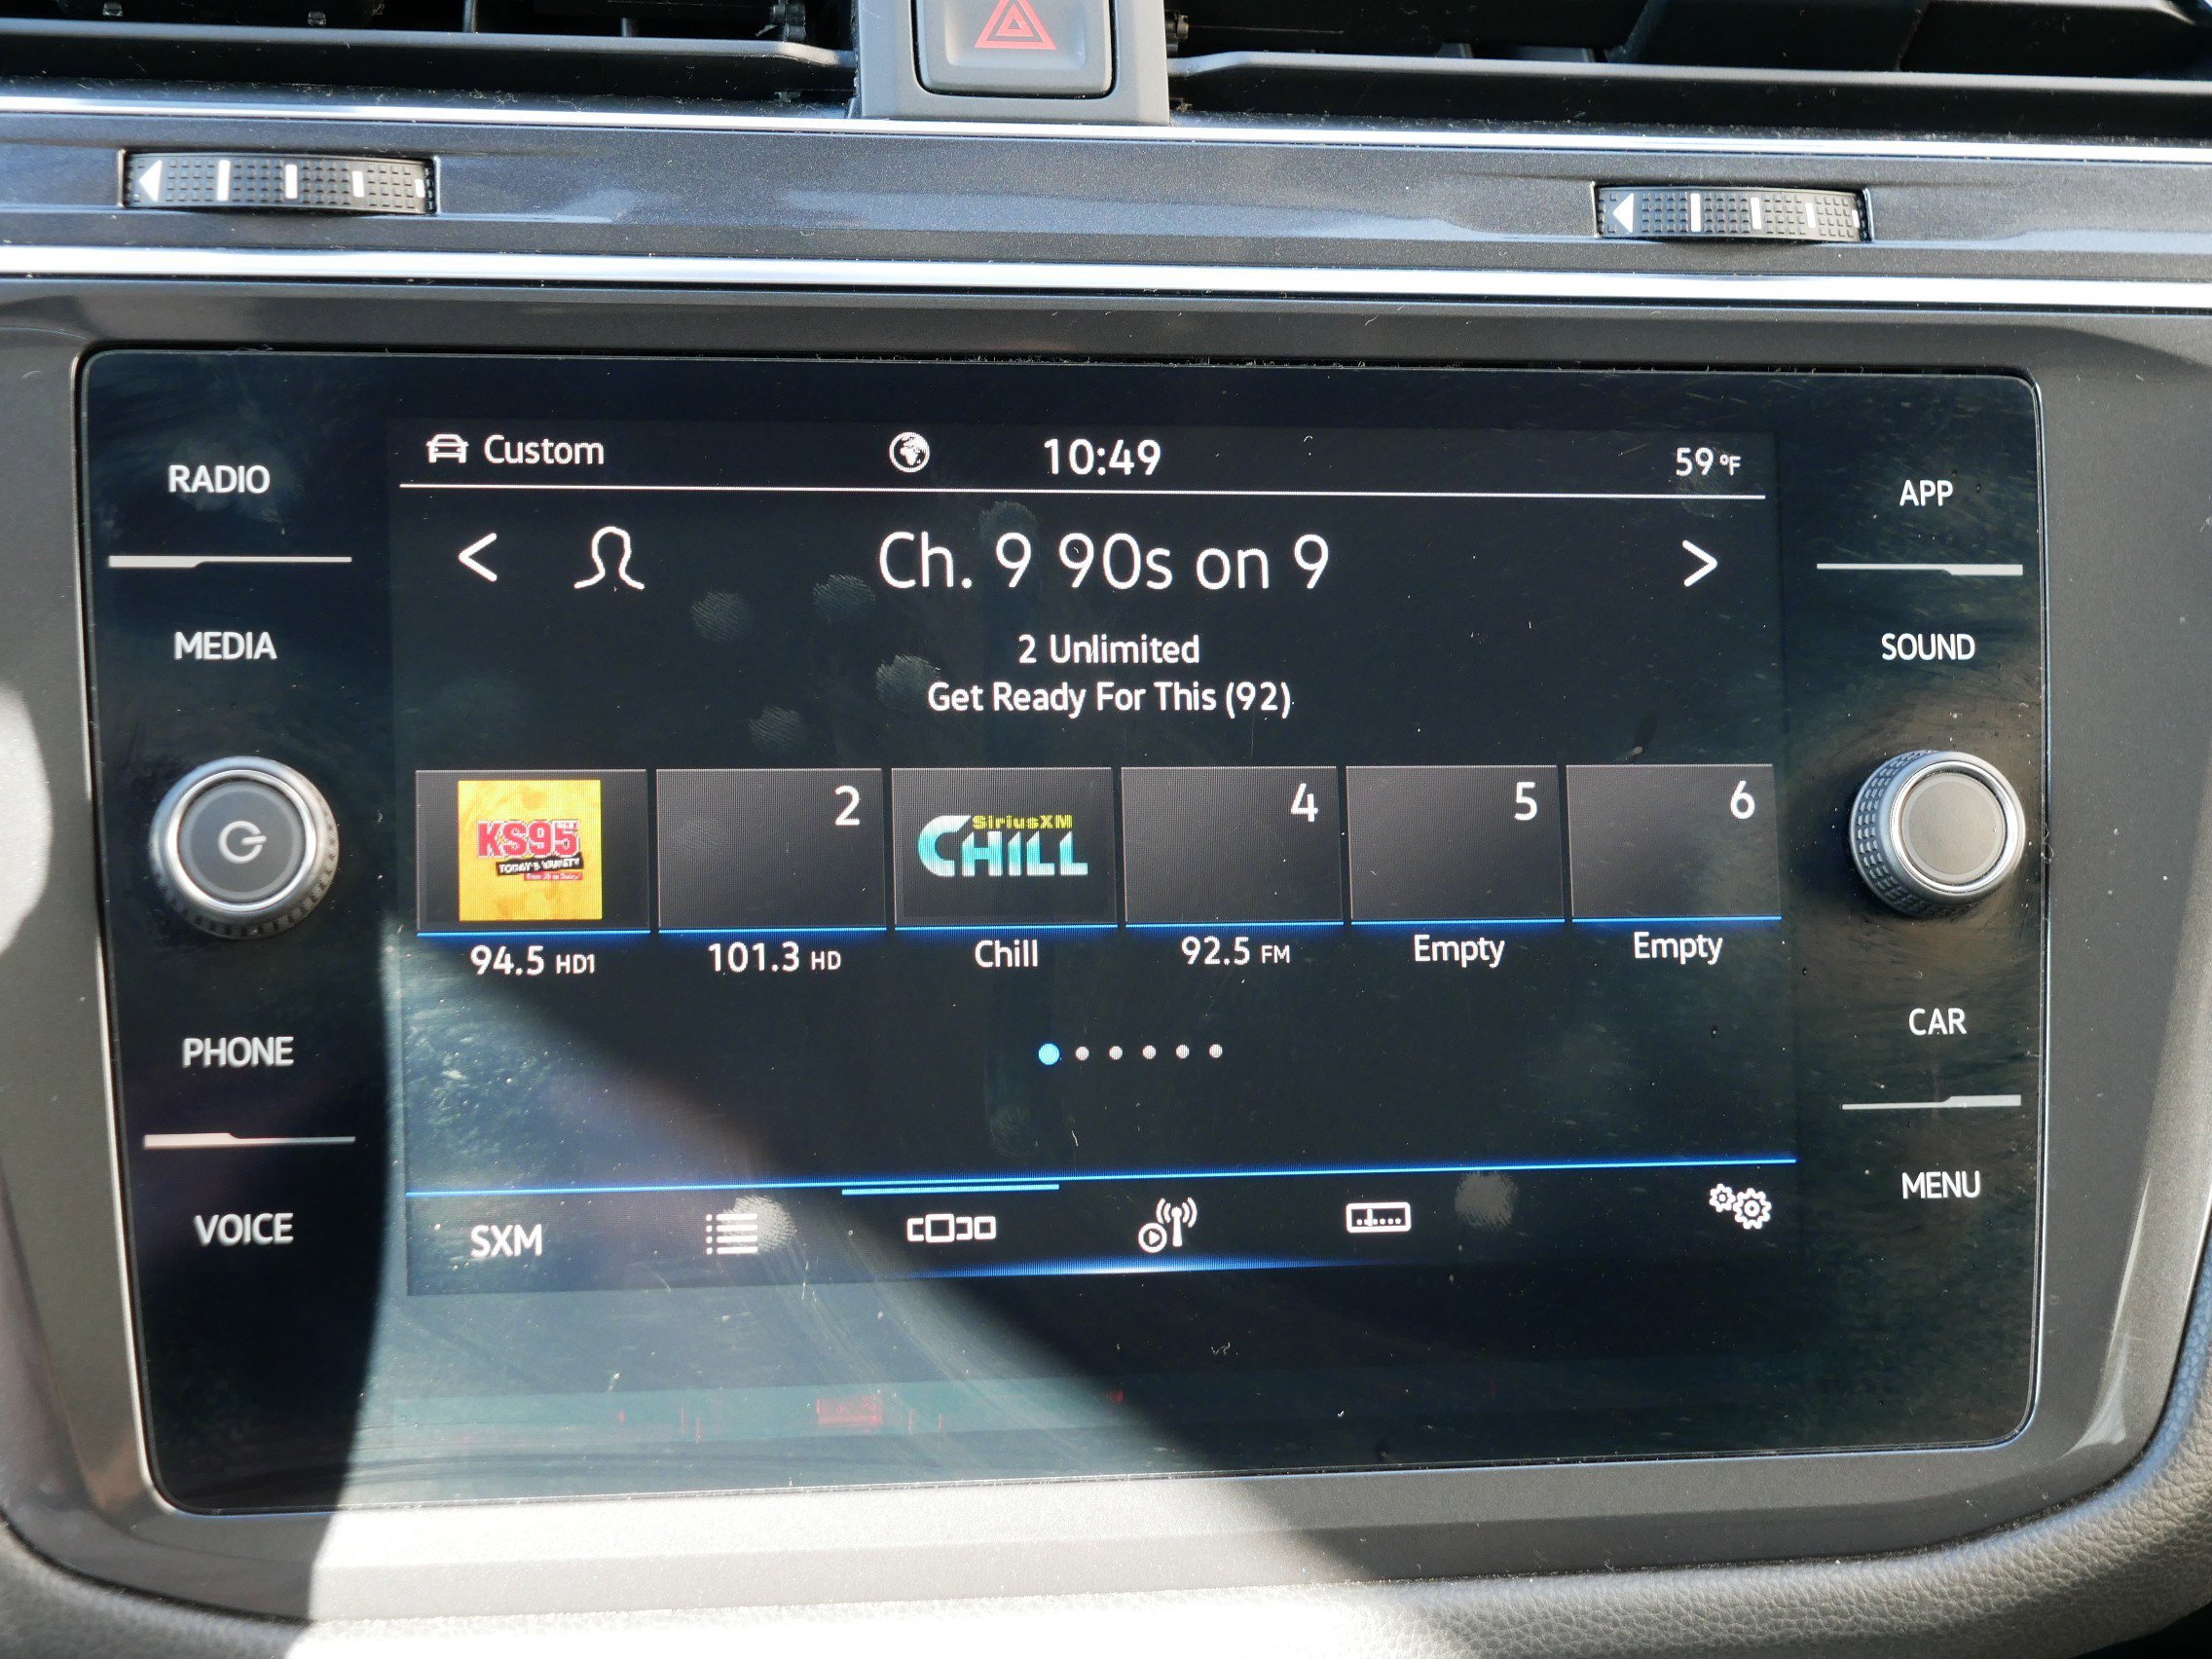 RADIO
MEDIA
PHONE
VOICE
Custom
10:49
59 °F
Ch. 9 90s on 9
2 Unlimited
Get Ready For This (92)
KS95
TODAY'S VARIETY
2
SiriusXM
CHILL
4
5
6
94.5 HD1
101.3 HD
Chill
92.5 FM
Empty
Empty
SXM
APP
SOUND
CAR
MENU